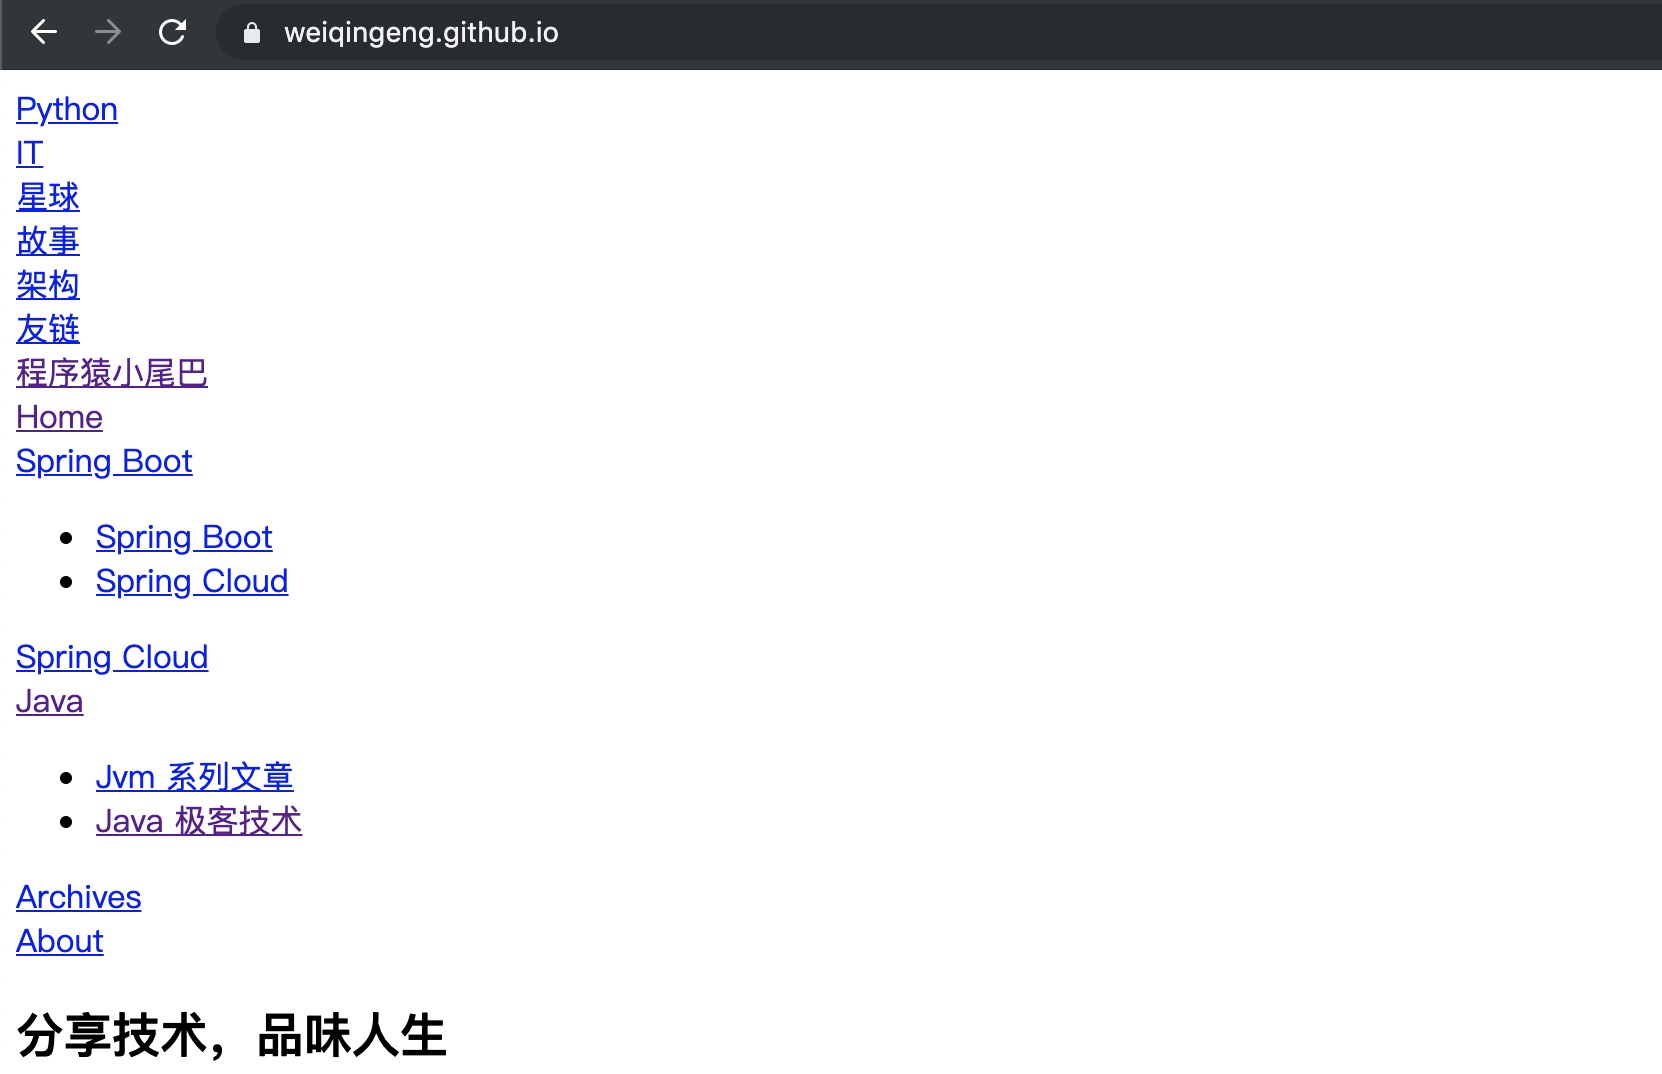 weiqingeng.github.io
Python
IT
星球
故事
架构
友链
程序猿小尾巴
Home
Spring Boot
Spring Boot
Spring Cloud
Spring Cloud
Java
Jvm 系列文章
Java 极客技术
Archives
About
分享技术，品味人生